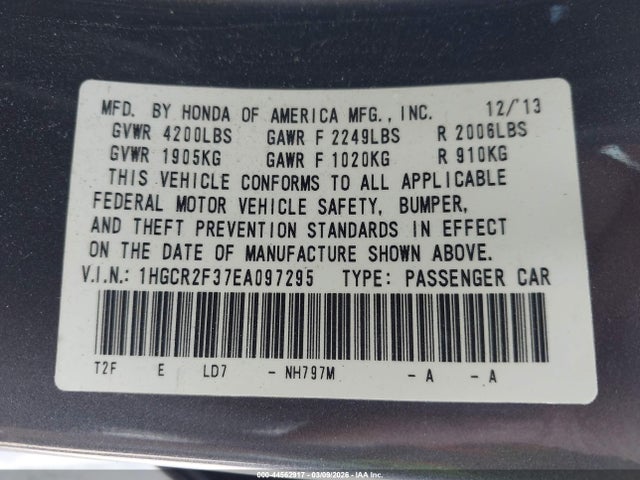 MFD. BY HONDA OF AMERICA MFG., INC. 12/'13
GVWR 4200LBS GAWR F 2249LBS R 2006LBS
GVWR 1905KG GAWR F 1020KG R 910KG
THIS VEHICLE CONFORMS TO ALL APPLICABLE
FEDERAL MOTOR VEHICLE SAFETY, BUMPER,
AND THEFT PREVENTION STANDARDS IN EFFECT
ON THE DATE OF MANUFACTURE SHOWN ABOVE.
V.I.N.: 1HGCR2F37EA097295 TYPE: PASSENGER CAR
T2F E LD7 - NH797M - A - A
000-44562917 - 03/09/2026 - IAA Inc.